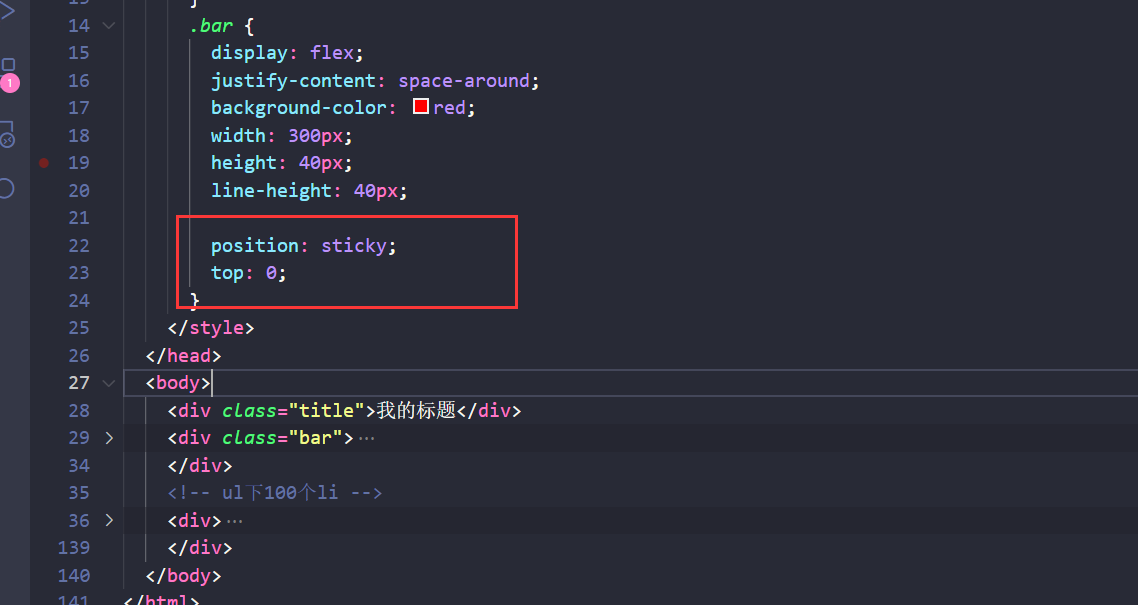 1
14 .bar {
15 display: flex;
16 justify-content: space-around;
17 background-color: red;
18 width: 300px;
19 height: 40px;
20 line-height: 40px;
21
22 position: sticky;
23 top: 0;
24 }
25 </style>
26 </head>
27 <body>
28 <div class="title">我的标题</div>
29 <div class="bar">…
34 </div>
35 <!-- ul下100个li -->
36 <div>…
139 </div>
140 </body>
141 </html>